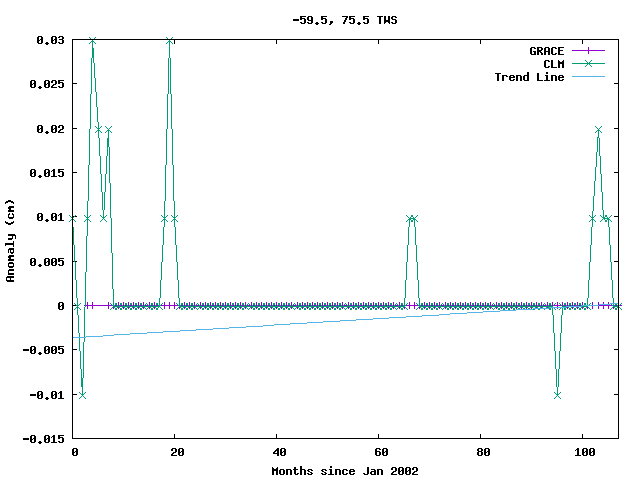 -59.5, 75.5 TWS
GRACE
CLM
Trend Line
Anomaly (cm)
0.03
0.025
0.02
0.015
0.01
0.005
0
-0.005
-0.01
-0.015
0 20 40 60 80 100
Months since Jan 2002